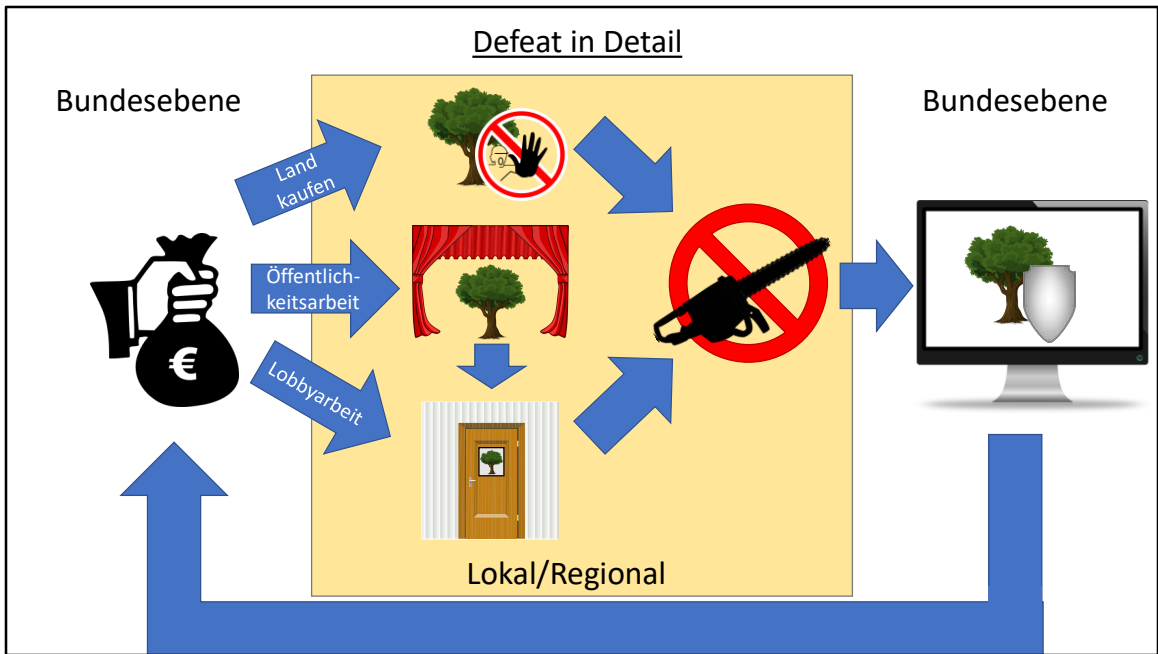 Defeat in Detail
Bundesebene
Bundesebene
Land
kaufen
Öffentlich-
keitsarbeit
Lobbyarbeit
€
Lokal/Regional